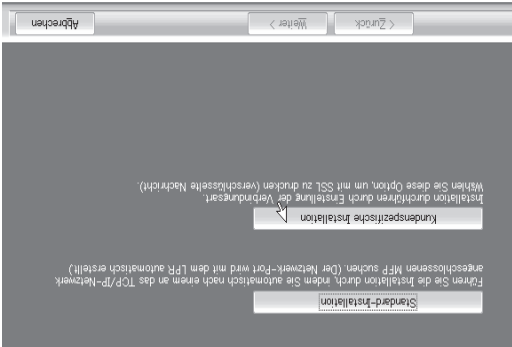 Standard-Installation
Führen Sie die Installation durch, indem Sie automatisch nach einem an das TCP/IP-Netzwerk
angeschlossenen MFP suchen. (Der Netzwerk-Port wird mit dem LPR automatisch erstellt.)
Kundenspezifische Installation
Installation durchführen durch Einstellung der Verbindungsart.
Wählen Sie diese Option, um mit SSL zu drucken (verschlüsselte Nachricht).
< Zurück
Weiter >
Abbrechen